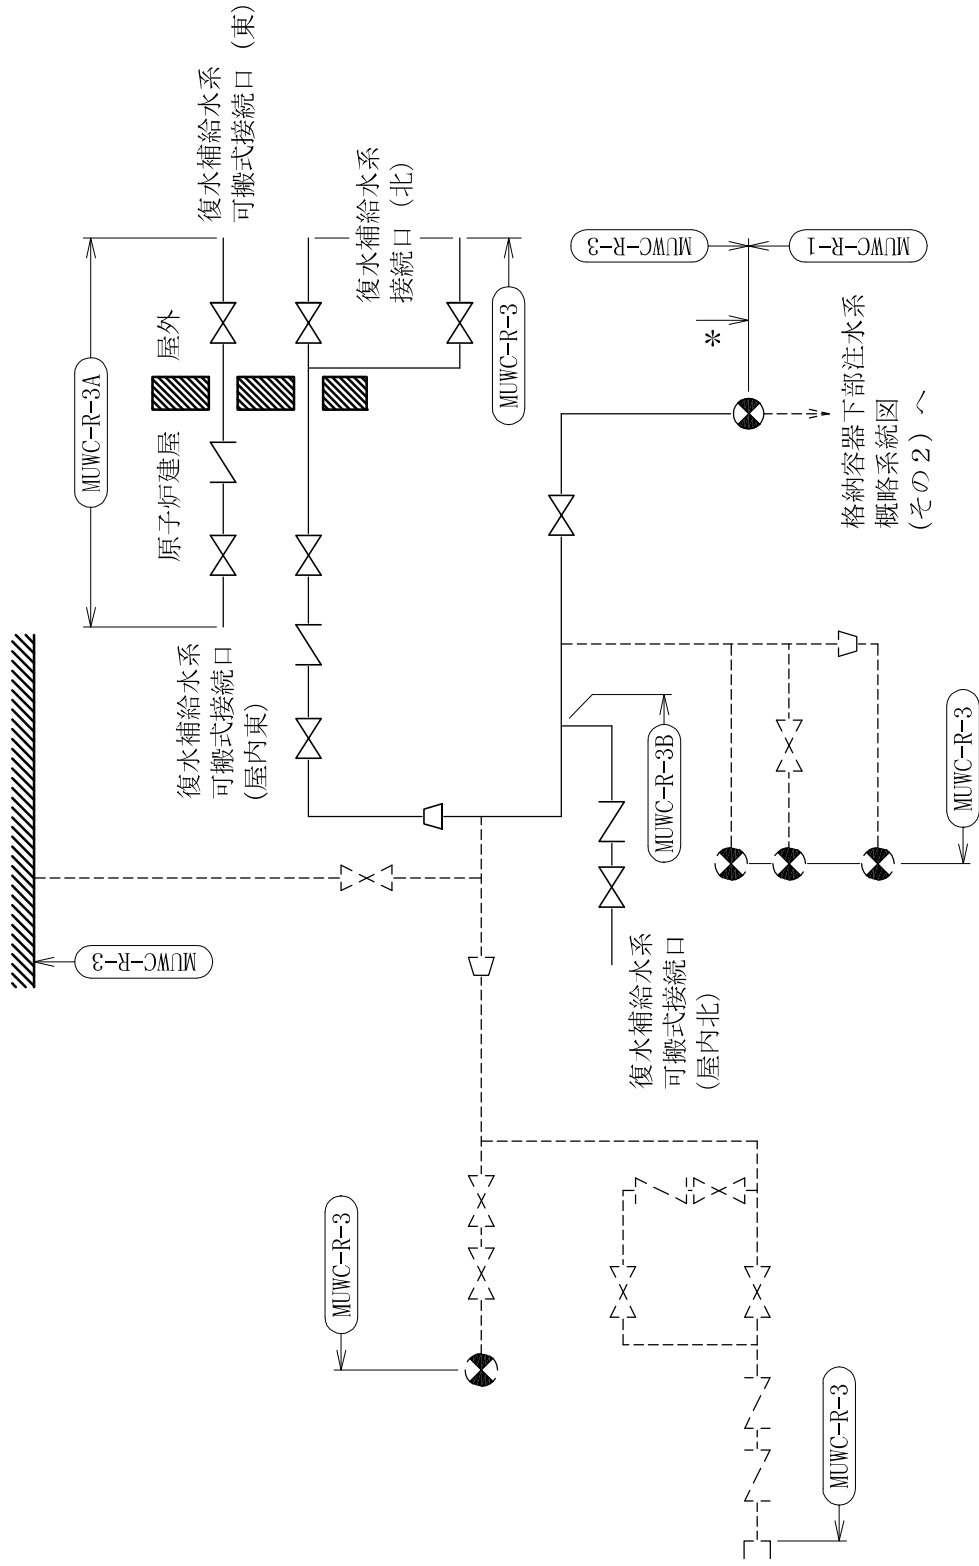 復水補給水系
可搬式接続口 (東)
MUWC-R-3A
屋外
原子炉建屋
復水補給水系
接続口 (北)
MUWC-R-3
復水補給水系
可搬式接続口
(屋内東)
MUWC-R-3
MUWC-R-1
*
格納容器下部注水系
概略系統図
(その2) へ
MUWC-R-3B
MUWC-R-3
MUWC-R-3
復水補給水系
可搬式接続口
(屋内北)
MUWC-R-3
MUWC-R-3